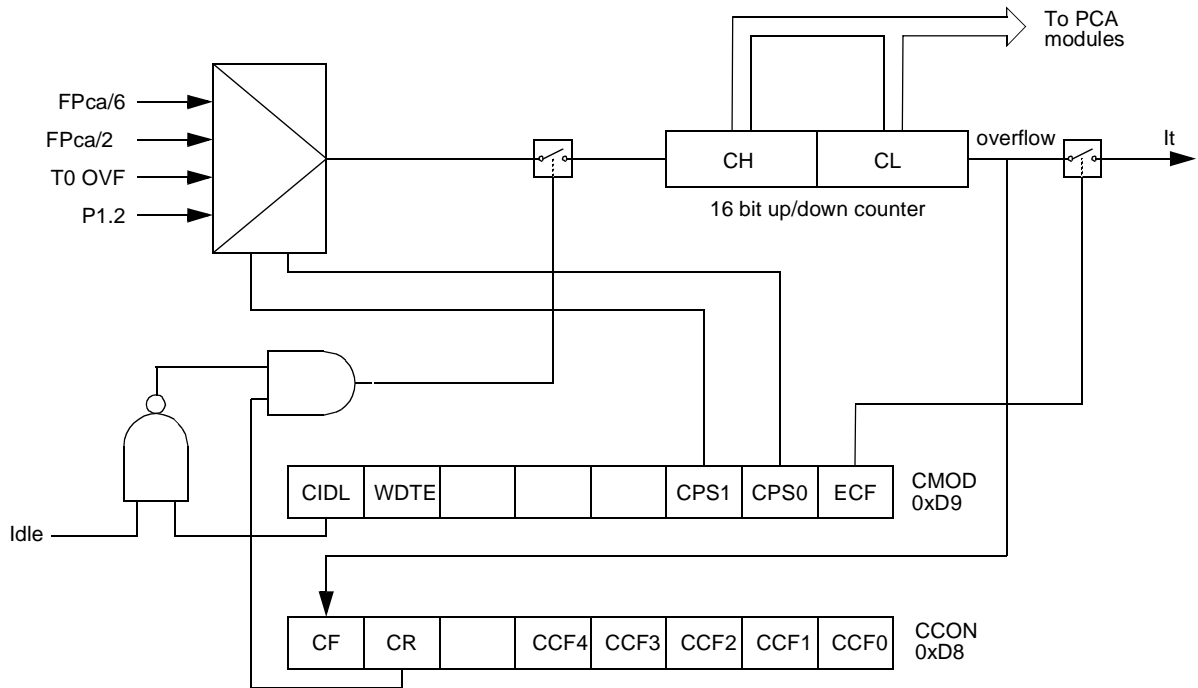 To PCA
modules
FPca/6
FPca/2
T0 OVF
P1.2
CH
CL
overflow
It
16 bit up/down counter
CIDL
WDTE
CPS1
CPS0
ECF
CMOD
0xD9
Idle
CF
CR
CCF4
CCF3
CCF2
CCF1
CCF0
CCON
0xD8